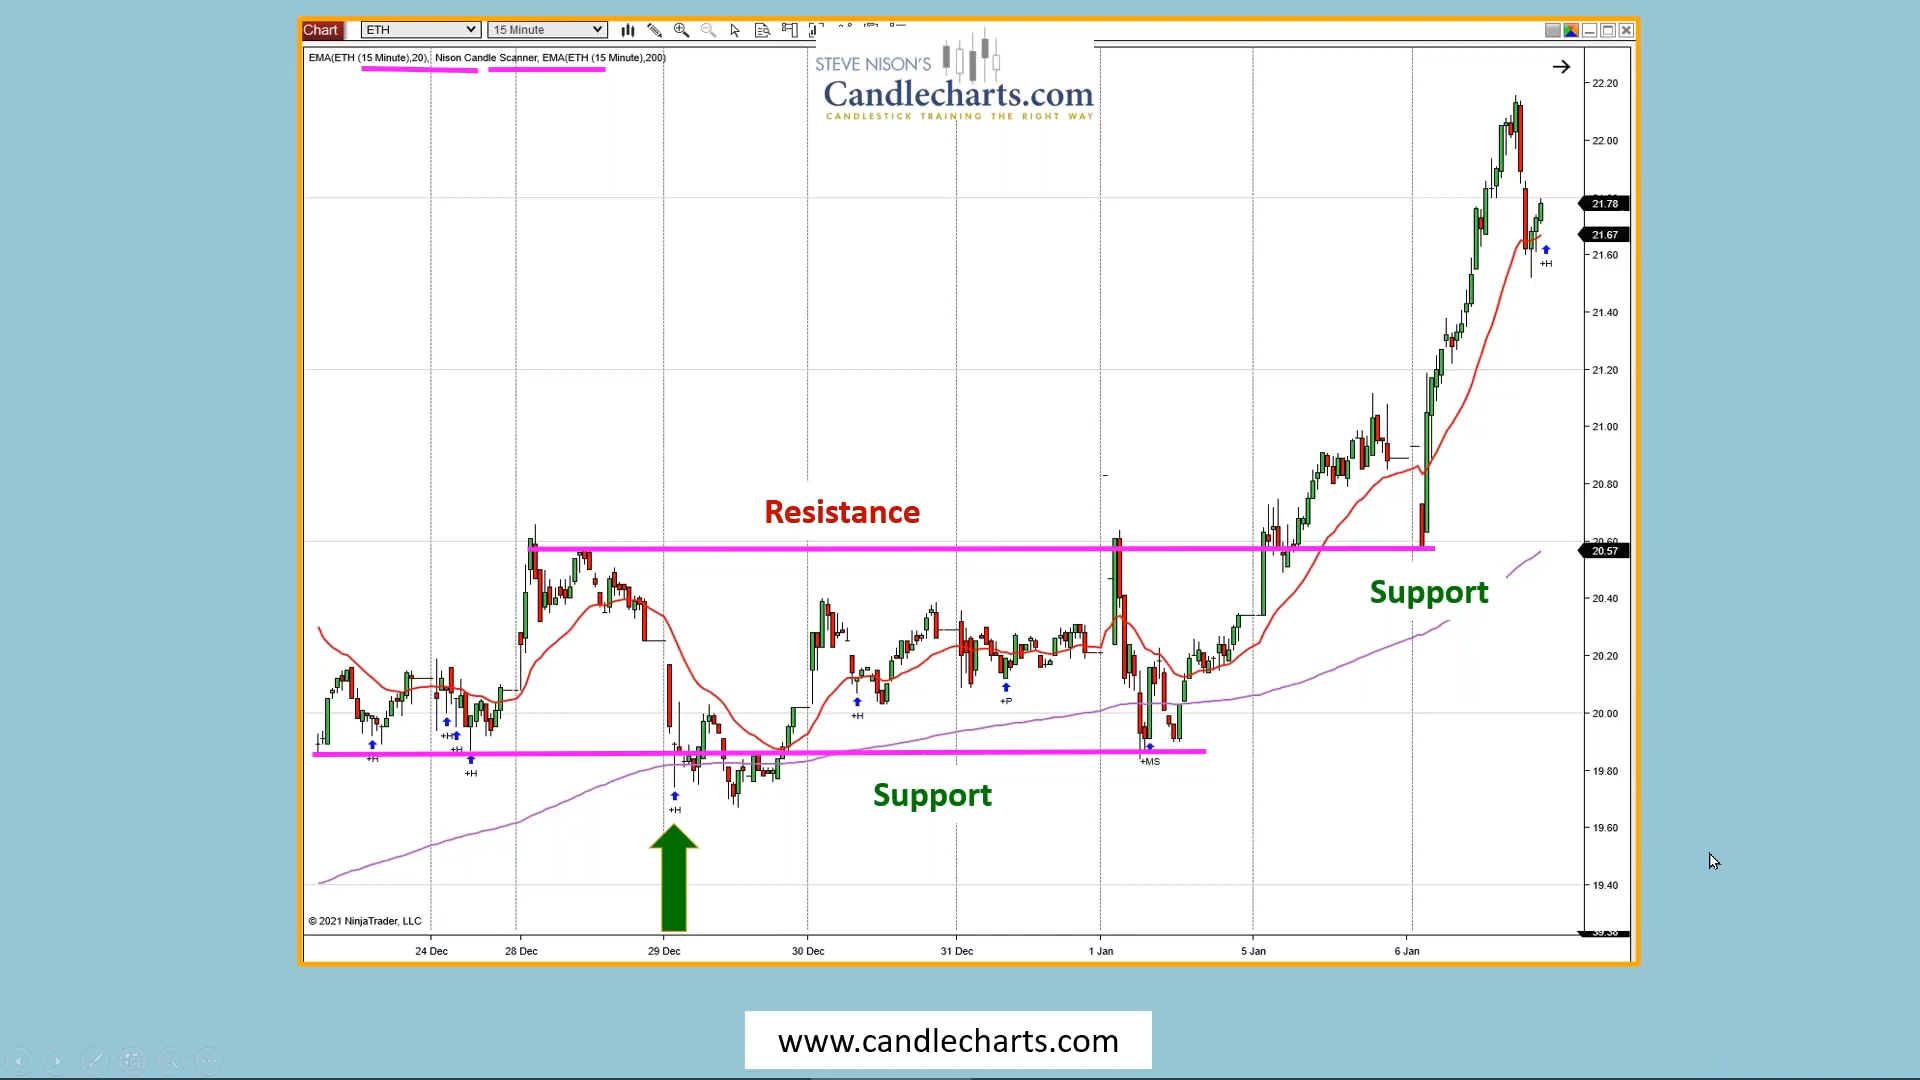 Chart ETH 15 Minute
EMA(ETH (15 Minute),20), Nison Candle Scanner, EMA(ETH (15 Minute),200)
STEVE NISON'S
Candlecharts.com
CANDLESTICK TRAINING THE RIGHT WAY
22.20
22.00
21.78
21.67
21.60
+H
21.40
21.20
21.00
20.80
Resistance
20.60
20.57
Support
20.40
20.20
+P
+H
20.00
+H
+H
+H
+H
+MS
19.80
Support
+H
19.60
19.40
© 2021 NinjaTrader, LLC
24 Dec
28 Dec
29 Dec
30 Dec
31 Dec
1 Jan
5 Jan
6 Jan
www.candlecharts.com